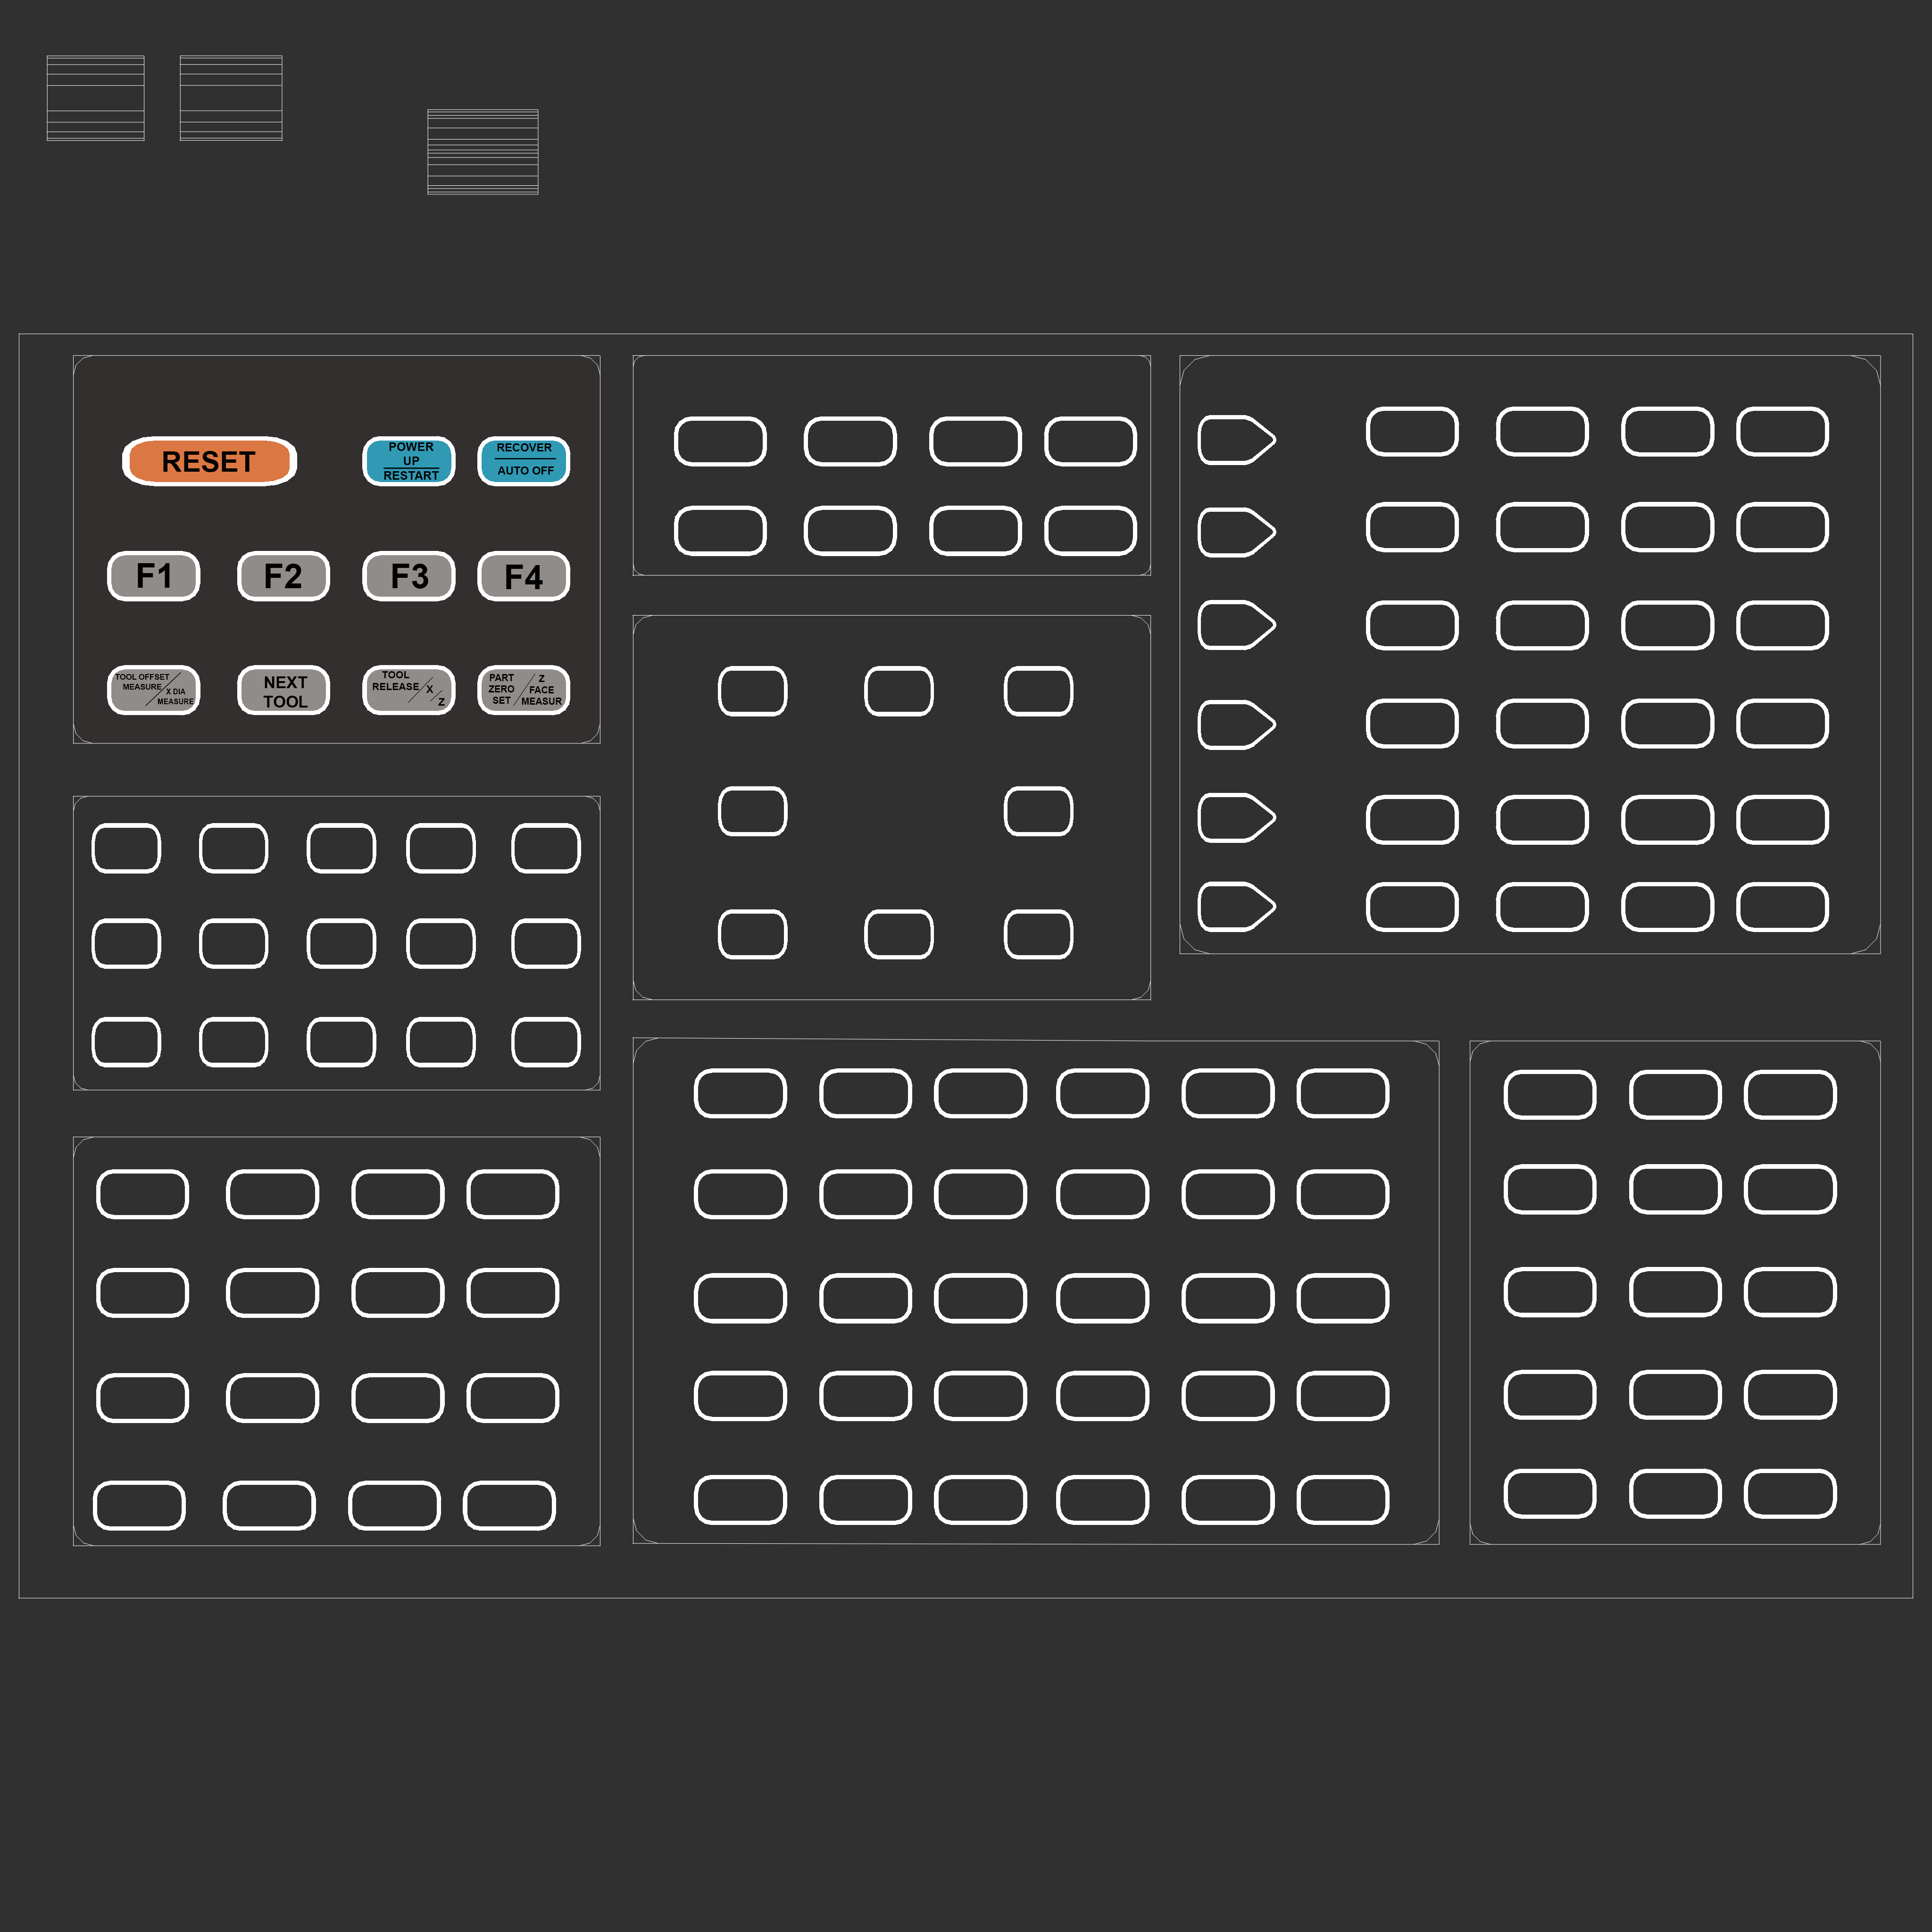 RESET
POWER
UP
RESTART
RECOVER
AUTO OFF
F1
F2
F3
F4
TOOL OFFSET
MEASURE
X DIA
MEASURE
NEXT
TOOL
TOOL
RELEASE
X
Z
PART
ZERO
SET
Z
FACE
MEASUR